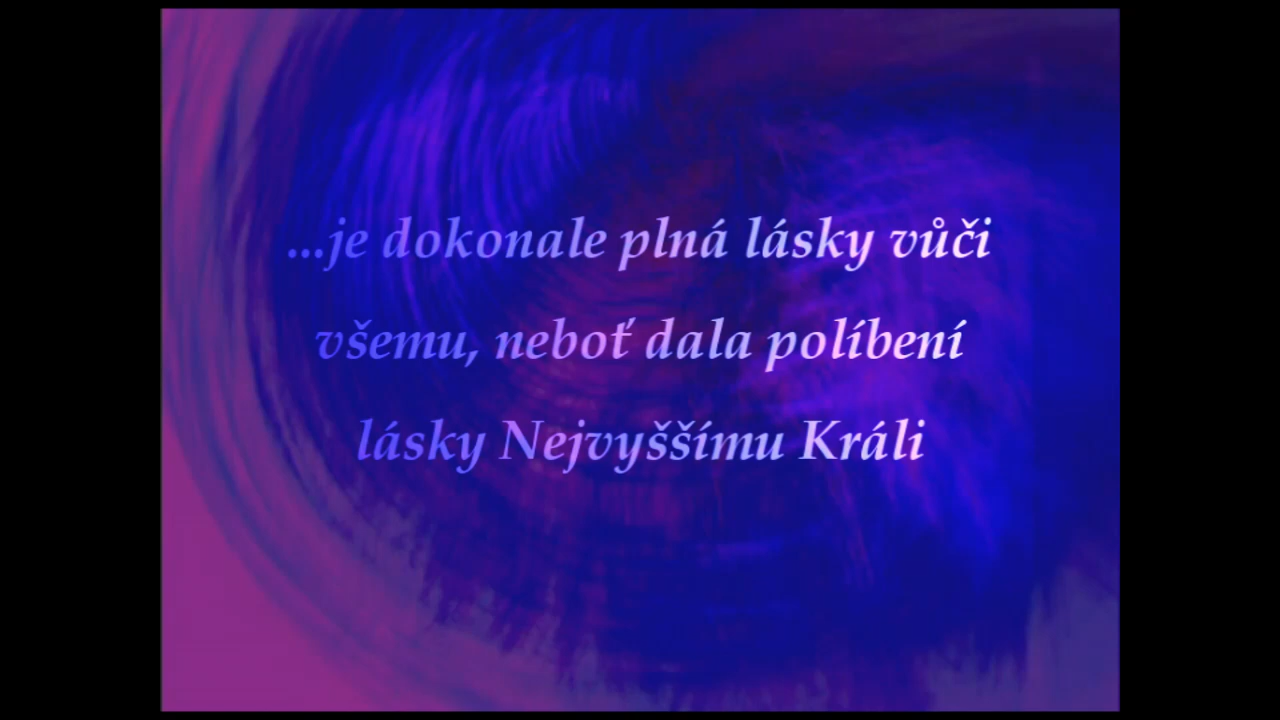 ...je dokonale plná lásky vůči
všemu, neboť dala políbení
lásky Nejvyššímu Králi